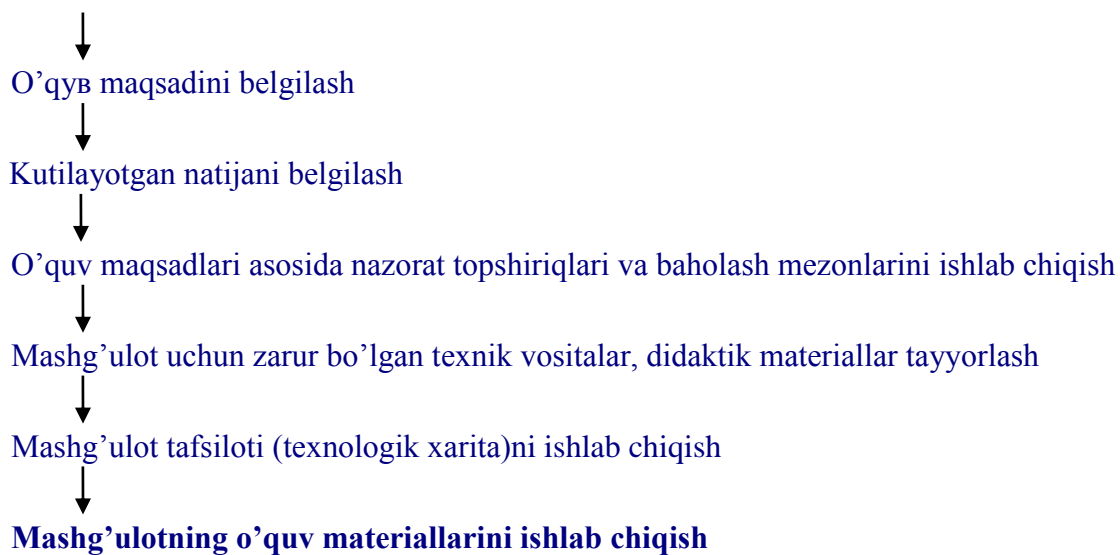 O’qув maqsadini belgilash
Kutilayotgan natijani belgilash
O’quv maqsadlari asosida nazorat topshiriqlari va baholash mezonlarini ishlab chiqish
Mashg’ulot uchun zarur bo’lgan texnik vositalar, didaktik materiallar tayyorlash
Mashg’ulot tafsiloti (texnologik xarita)ni ishlab chiqish
Mashg’ulotning o’quv materiallarini ishlab chiqish